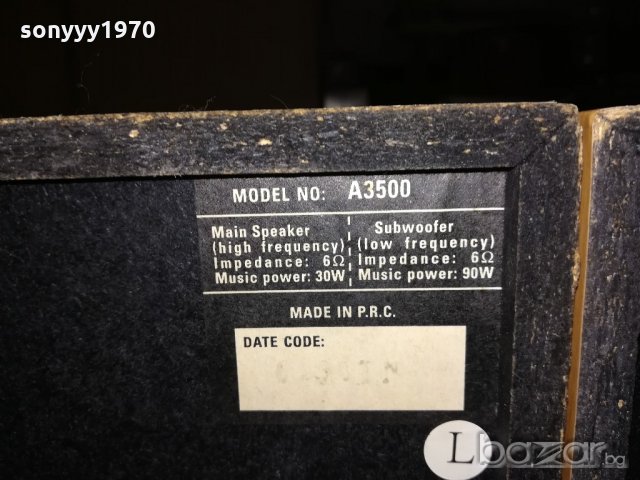 sonyyy1970
MODEL NO: A3500
Main Speaker
(high frequency)
Impedance: 6Ω
Music power: 30W
Subwoofer
(low frequency)
Impedance: 6Ω
Music power: 90W
MADE IN P.R.C.
DATE CODE:
L
bazar.bg